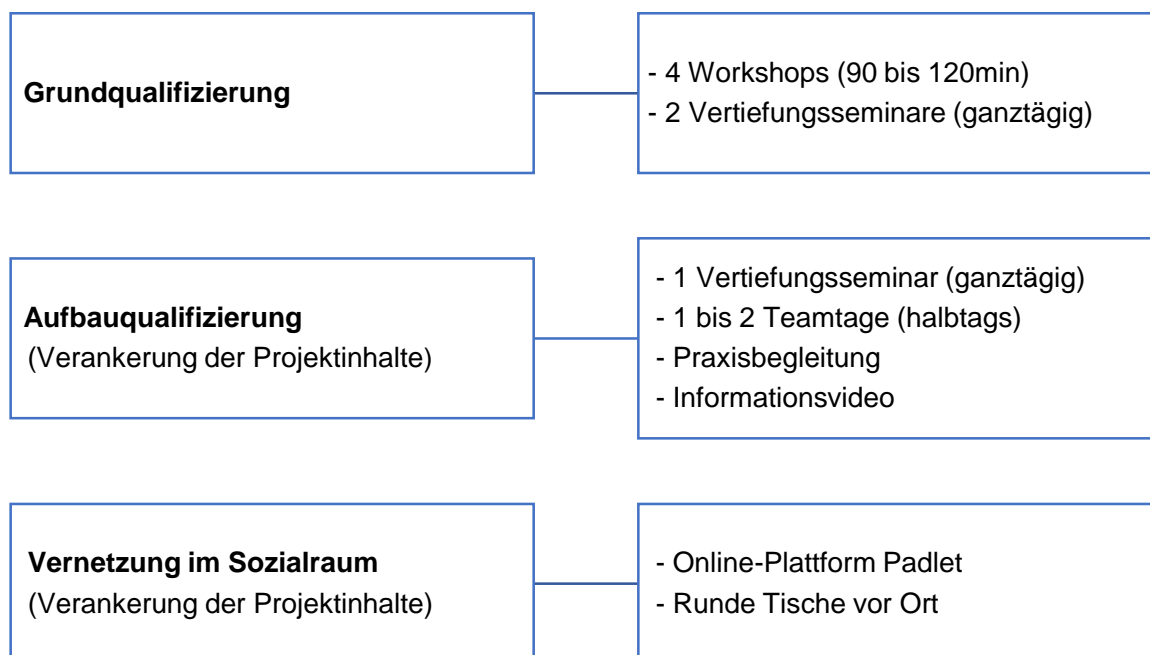 Grundqualifizierung
- 4 Workshops (90 bis 120min)
- 2 Vertiefungsseminare (ganztägig)
Aufbauqualifizierung
(Verankerung der Projektinhalte)
- 1 Vertiefungsseminar (ganztägig)
- 1 bis 2 Teamtage (halbtags)
- Praxisbegleitung
- Informationsvideo
Vernetzung im Sozialraum
(Verankerung der Projektinhalte)
- Online-Plattform Padlet
- Runde Tische vor Ort